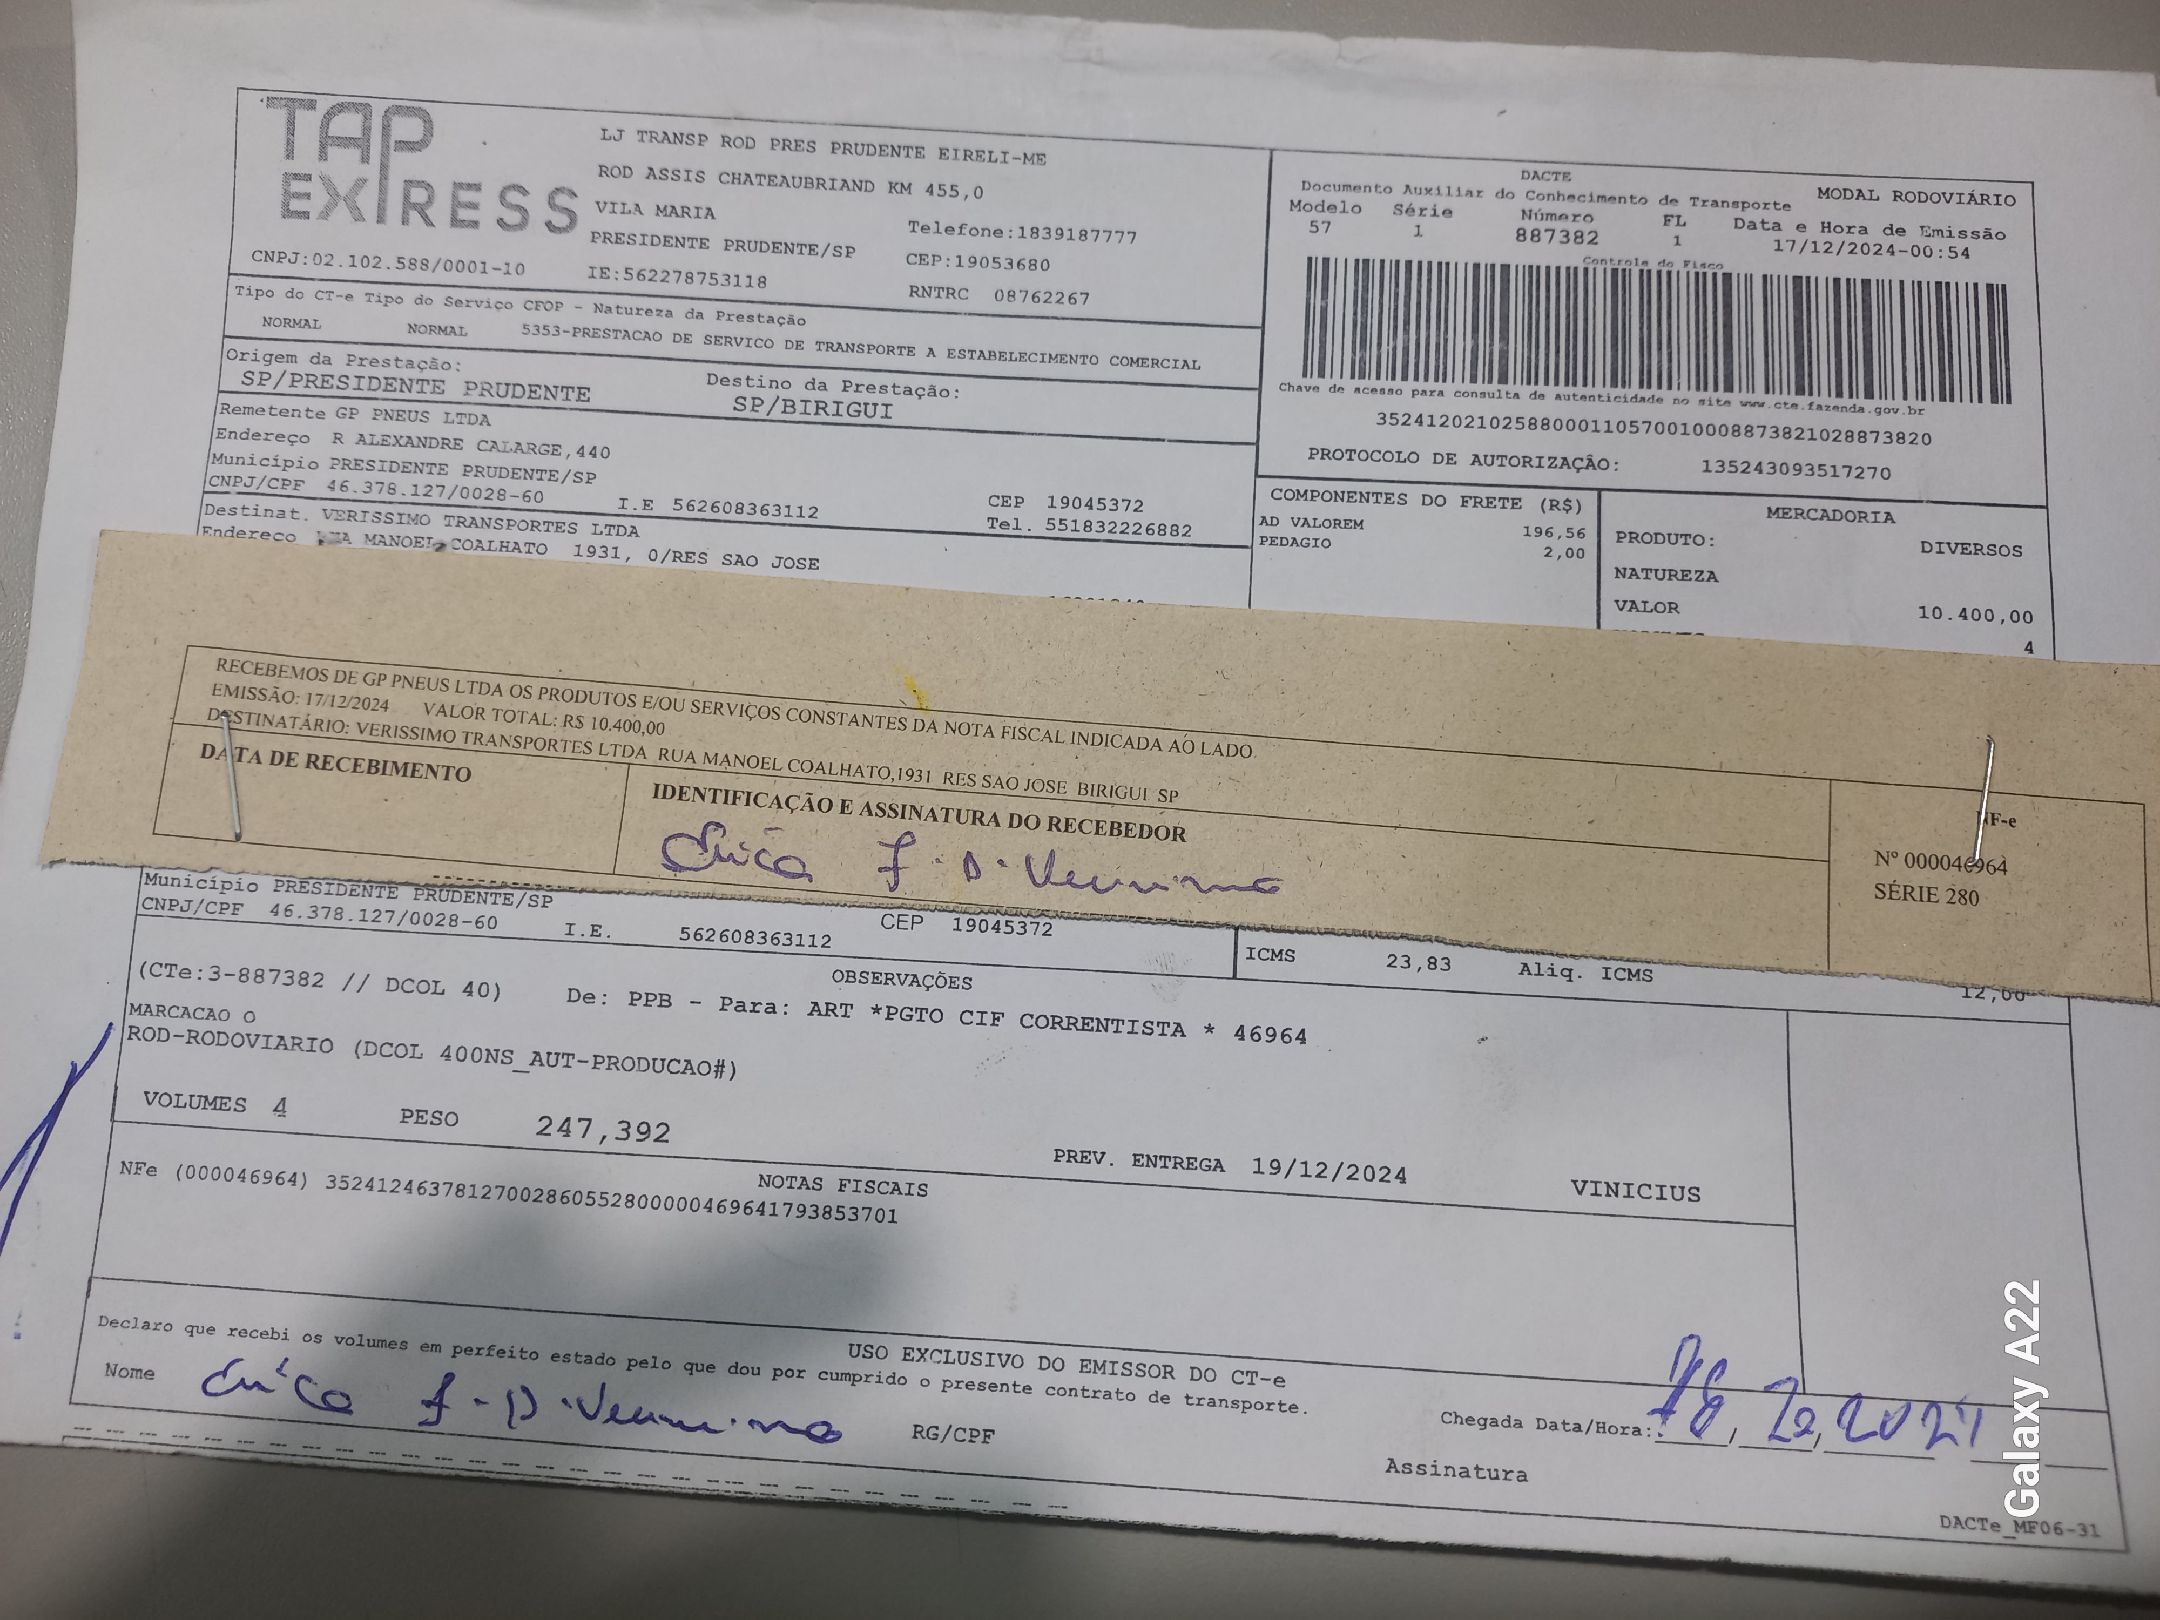 TAP EXPRESS
LJ TRANSP ROD PRES PRUDENTE EIRELI-ME
ROD ASSIS CHATEAUBRIAND KM 455,0
VILA MARIA
Telefone:1839187777
PRESIDENTE PRUDENTE/SP
CEP:19053680
CNPJ:02.102.588/0001-10
IE:562278753118
RNTRC 08762267
DACTE
MODAL RODOVIÁRIO
Documento Auxiliar do Conhecimento de Transporte
Modelo Série Número FL Data e Hora de Emissão
57 1 887382 1 17/12/2024-00:54
Controle do Fisco
Chave de acesso para consulta de autenticidade no site www.cte.fazenda.gov.br
35241202102588000110570010008873821028873820
PROTOCOLO DE AUTORIZAÇÃO: 135243093517270
Tipo do CT-e Tipo do Serviço CFOP - Natureza da Prestação
NORMAL NORMAL 5353-PRESTACAO DE SERVICO DE TRANSPORTE A ESTABELECIMENTO COMERCIAL
Origem da Prestação: Destino da Prestação:
SP/PRESIDENTE PRUDENTE SP/BIRIGUI
Remetente GP PNEUS LTDA
Endereço R ALEXANDRE CALARGE,440
Município PRESIDENTE PRUDENTE/SP
CEP 19045372
CNPJ/CPF 46.378.127/0028-60 I.E 562608363112
Tel. 551832226882
Destinat. VERISSIMO TRANSPORTES LTDA
Endereço MANOEL COALHATO 1931, 0/RES SAO JOSE
COMPONENTES DO FRETE (R$)
AD VALOREM 196,56
PEDAGIO 2,00
MERCADORIA
PRODUTO: DIVERSOS
NATUREZA
VALOR 10.400,00
4
RECEBEMOS DE GP PNEUS LTDA OS PRODUTOS E/OU SERVIÇOS CONSTANTES DA NOTA FISCAL INDICADA AO LADO.
EMISSÃO: 17/12/2024 VALOR TOTAL: R$ 10.400,00
DESTINATÁRIO: VERISSIMO TRANSPORTES LTDA RUA MANOEL COALHATO,1931 RES SAO JOSE BIRIGUI SP
DATA DE RECEBIMENTO
IDENTIFICAÇÃO E ASSINATURA DO RECEBEDOR
NF-e
Nº 000046964
SÉRIE 280
Município PRESIDENTE PRUDENTE/SP
CEP 19045372
CNPJ/CPF 46.378.127/0028-60 I.E. 562608363112
ICMS 23,83 Aliq. ICMS 12,00
OBSERVAÇÕES
(CTe:3-887382 // DCOL 40) De: PPB - Para: ART *PGTO CIF CORRENTISTA * 46964
MARCACAO O
ROD-RODOVIARIO (DCOL 400NS_AUT-PRODUCAO#)
VOLUMES 4 PESO 247,392
PREV. ENTREGA 19/12/2024 VINICIUS
NOTAS FISCAIS
NFe (000046964) 35241246378127002860552800000469641793853701
USO EXCLUSIVO DO EMISSOR DO CT-e
Declaro que recebi os volumes em perfeito estado pelo que dou por cumprido o presente contrato de transporte.
Nome
RG/CPF
Chegada Data/Hora:
Assinatura
DACTe_MF06-31
Galaxy A22